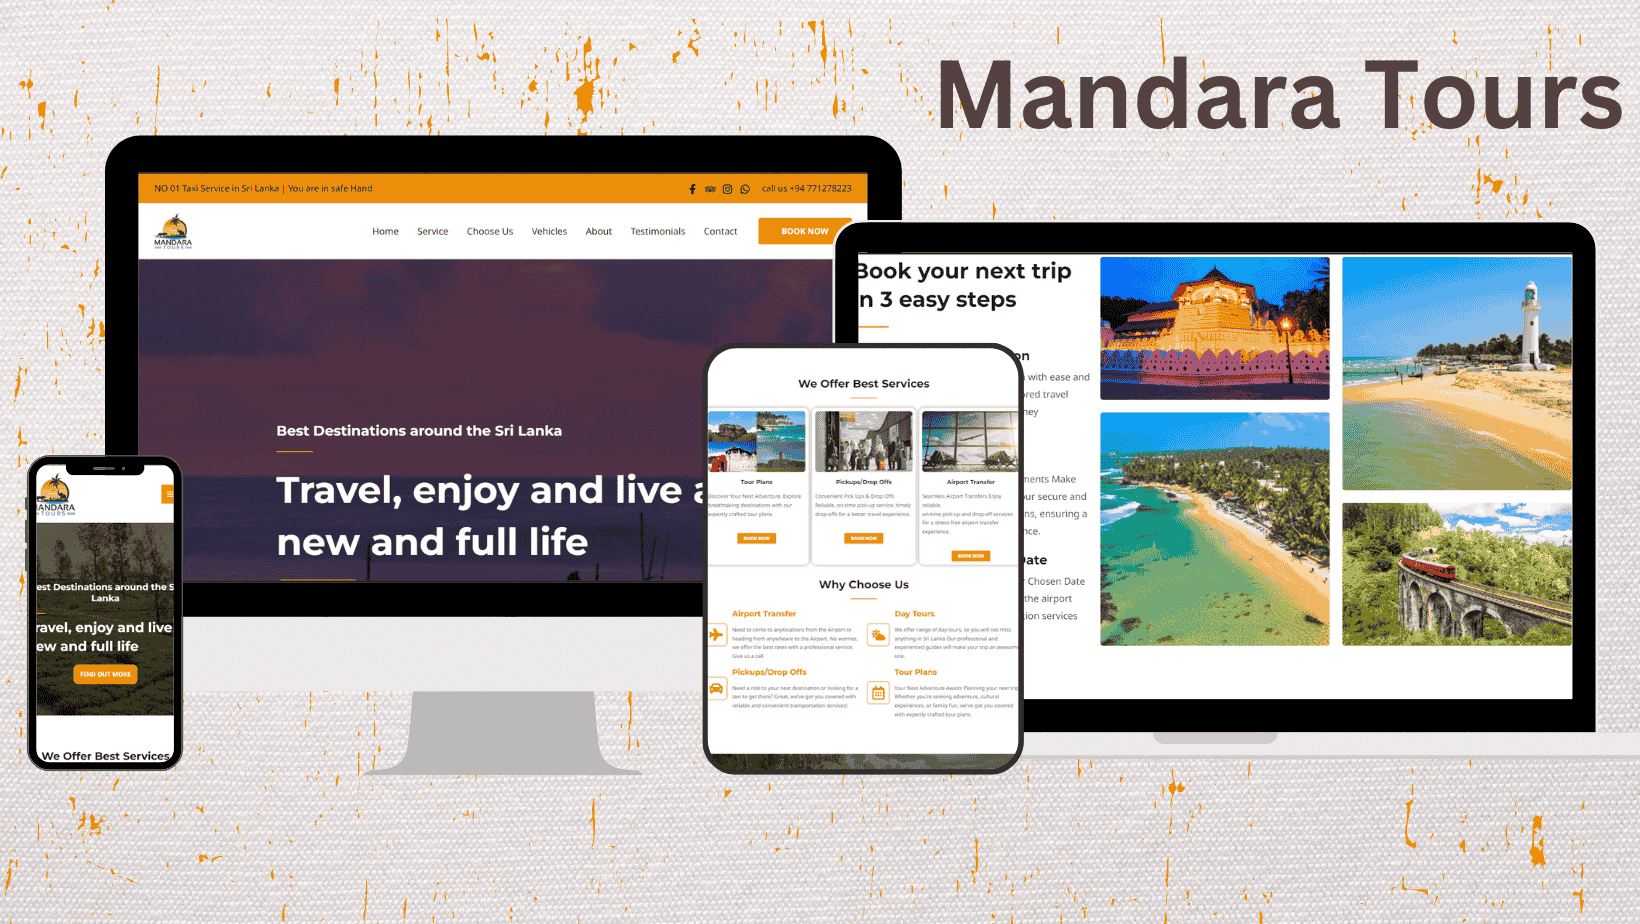 Mandara Tours
NO 01 Taxi Service in Sri Lanka | You are in safe Hand
call us +94 771278223
MANDARA
TOURS
Home
Service
Choose Us
Vehicles
About
Testimonials
Contact
BOOK NOW
Best Destinations around the Sri Lanka
Travel, enjoy and live
new and full life
Book your next trip
n 3 easy steps
on
with ease and
ored travel
ney
ments Make
our secure and
ns, ensuring a
nce.
Date
Chosen Date
the airport
ion services
We Offer Best Services
Tour Plans
Discover Your Next Adventure, Explore
breathtaking destinations with our
expertly crafted tour plans.
BOOK NOW
Pickups/Drop Offs
Convenient Pick Ups & Drop Offs
Reliable, on-time pick-up service, timely
drop-offs for a better travel experience.
BOOK NOW
Airport Transfer
Seamless Airport Transfers Enjoy
reliable.
on-time pick-up and drop-off services
for a stress-free airport transfer
experience.
BOOK NOW
Why Choose Us
Airport Transfer
Need to come to anylocations from the Airport or
heading from anywhare to the Airport. No worries,
we offer the best rates with a professional service.
Give us a call
Day Tours
We offer range of day tours, so you will not miss
anything in Sri Lanka Our professional and
experienced guides will make your trip an awesome
one.
Pickups/Drop Offs
Need a ride to your next destination or looking for a
taxi to get there? Great, we've got you covered with
reliable and convenient transportation services!
Tour Plans
Your Next Adventure Awaits Planning your next trip
Whether you're seeking adventure, cultural
experiences, or family fun, we've got you covered
with expertly crafted tour plans.
ANDARA
TOURS
est Destinations around the S
Lanka
ravel, enjoy and live
ew and full life
FIND OUT MORE
We Offer Best Services